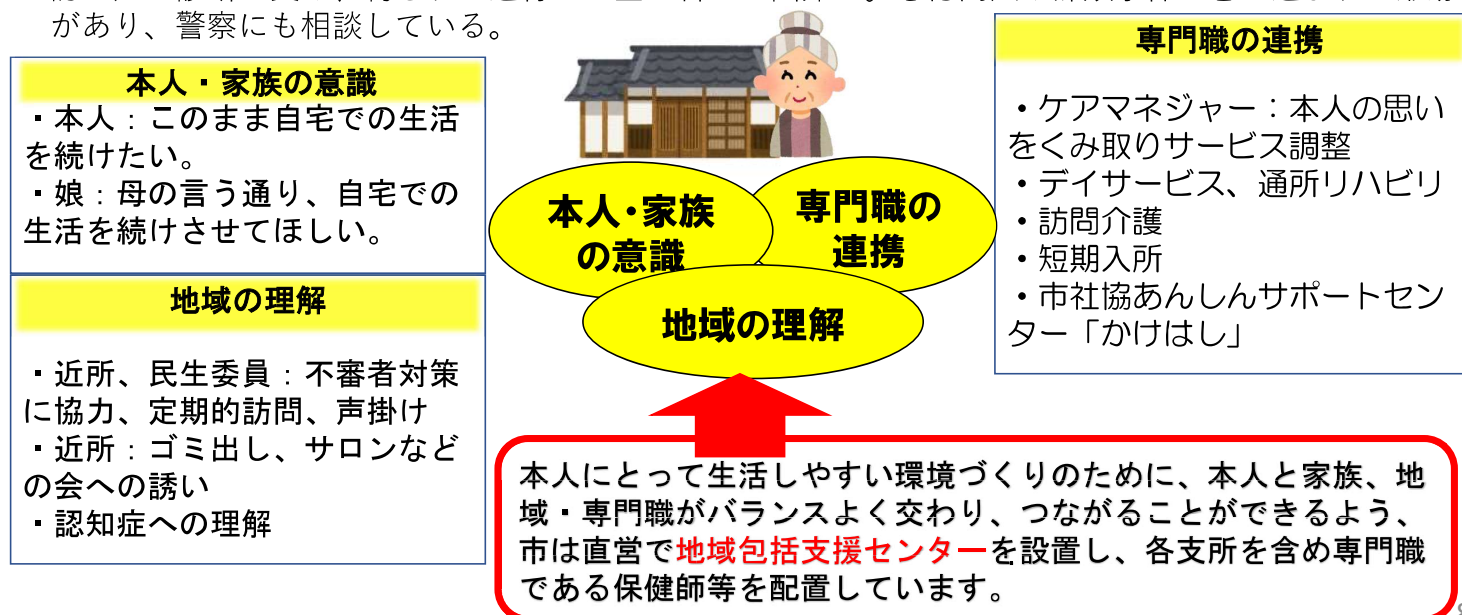 があり、警察にも相談している。
本人・家族の意識
・本人：このまま自宅での生活
を続けたい。
・娘：母の言う通り、自宅での
生活を続けさせてほしい。
地域の理解
・近所、民生委員：不審者対策
に協力、定期的訪問、声掛け
・近所：ゴミ出し、サロンなど
の会への誘い
・認知症への理解
本人・家族
の意識
専門職の
連携
地域の理解
専門職の連携
・ケアマネジャー：本人の思い
をくみ取りサービス調整
・デイサービス、通所リハビリ
・訪問介護
・短期入所
・市社協あんしんサポートセン
ター「かけはし」
本人にとって生活しやすい環境づくりのために、本人と家族、地
域・専門職がバランスよく交わり、つながることができるよう、
市は直営で地域包括支援センターを設置し、各支所を含め専門職
である保健師等を配置しています。